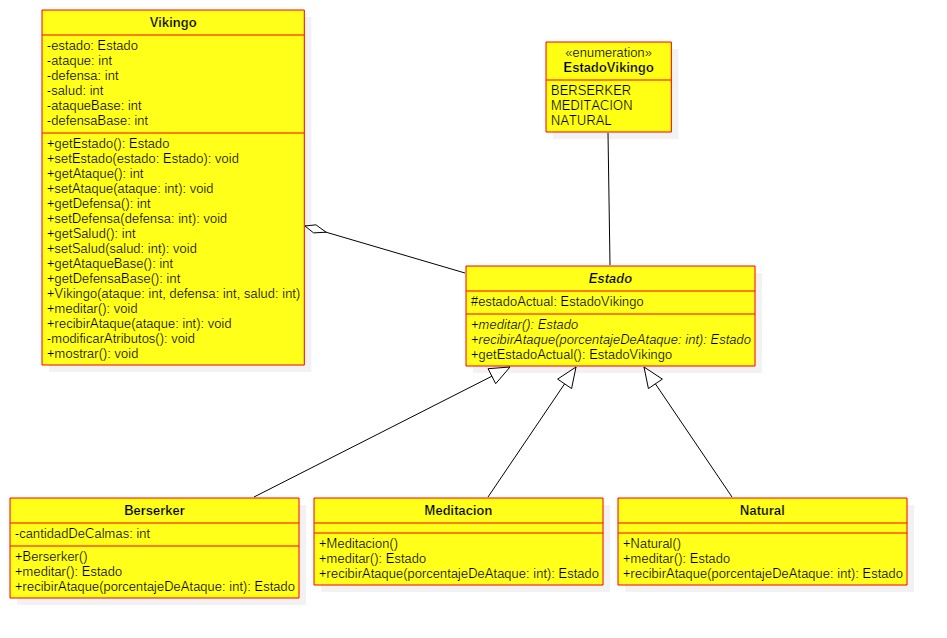 Vikingo
-estado: Estado
-ataque: int
-defensa: int
-salud: int
-ataqueBase: int
-defensaBase: int
+getEstado(): Estado
+setEstado(estado: Estado): void
+getAtaque(): int
+setAtaque(ataque: int): void
+getDefensa(): int
+setDefensa(defensa: int): void
+getSalud(): int
+setSalud(salud: int): void
+getAtaqueBase(): int
+getDefensaBase(): int
+Vikingo(ataque: int, defensa: int, salud: int)
+meditar(): void
+recibirAtaque(ataque: int): void
-modificarAtributos(): void
+mostrar(): void
«enumeration»
EstadoVikingo
BERSERKER
MEDITACION
NATURAL
Estado
#estadoActual: EstadoVikingo
+meditar(): Estado
+recibirAtaque(porcentajeDeAtaque: int): Estado
+getEstadoActual(): EstadoVikingo
Berserker
-cantidadDeCalmas: int
+Berserker()
+meditar(): Estado
+recibirAtaque(porcentajeDeAtaque: int): Estado
Meditacion
+Meditacion()
+meditar(): Estado
+recibirAtaque(porcentajeDeAtaque: int): Estado
Natural
+Natural()
+meditar(): Estado
+recibirAtaque(porcentajeDeAtaque: int): Estado